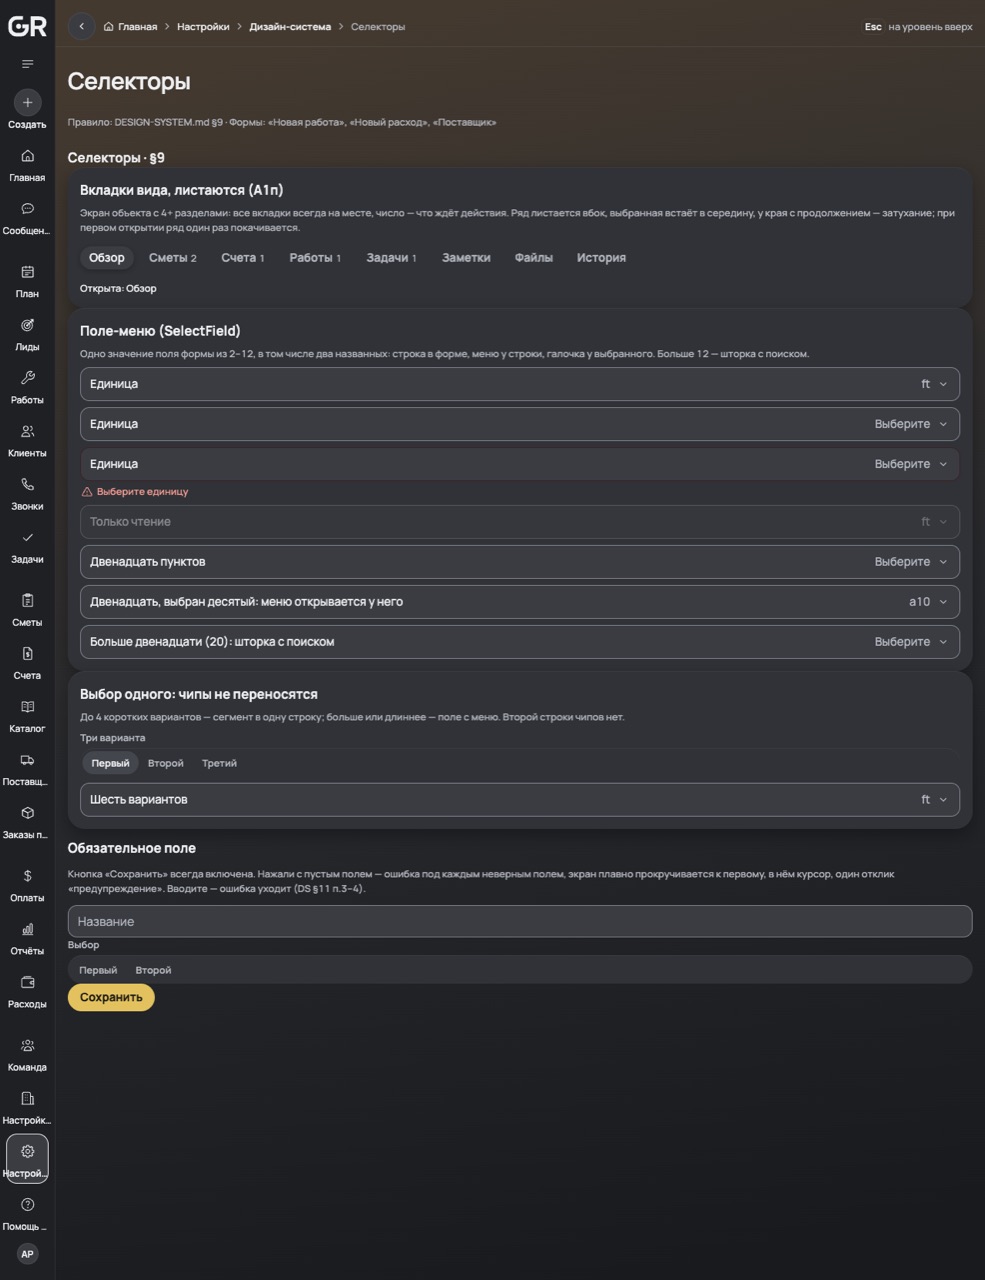 GR
Создать
Главная
Сообщен...
План
Лиды
Работы
Клиенты
Звонки
Задачи
Сметы
Счета
Каталог
Поставщ...
Заказы п...
Оплаты
Отчёты
Расходы
Команда
Настройк...
Настрой...
Помощь ...
AP
Главная > Настройки > Дизайн-система > Селекторы
Esc на уровень вверх
Селекторы
Правило: DESIGN-SYSTEM.md §9 · Формы: «Новая работа», «Новый расход», «Поставщик»
Селекторы · §9
Вкладки вида, листаются (А1п)
Экран объекта с 4+ разделами: все вкладки всегда на месте, число — что ждёт действия. Ряд листается вбок, выбранная встаёт в середину, у края с продолжением — затухание; при
первом открытии ряд один раз покачивается.
Обзор Сметы 2 Счета 1 Работы 1 Задачи 1 Заметки Файлы История
Открыта: Обзор
Поле-меню (SelectField)
Одно значение поля формы из 2–12, в том числе два названных: строка в форме, меню у строки, галочка у выбранного. Больше 12 — шторка с поиском.
Единица ft
Единица Выберите
Единица Выберите
Выберите единицу
Только чтение ft
Двенадцать пунктов Выберите
Двенадцать, выбран десятый: меню открывается у него a10
Больше двенадцати (20): шторка с поиском Выберите
Выбор одного: чипы не переносятся
До 4 коротких вариантов — сегмент в одну строку; больше или длиннее — поле с меню. Второй строки чипов нет.
Три варианта
Первый Второй Третий
Шесть вариантов ft
Обязательное поле
Кнопка «Сохранить» всегда включена. Нажали с пустым полем — ошибка под каждым неверным полем, экран плавно прокручивается к первому, в нём курсор, один отклик
«предупреждение». Вводите — ошибка уходит (DS §11 п.3–4).
Название
Выбор
Первый Второй
Сохранить